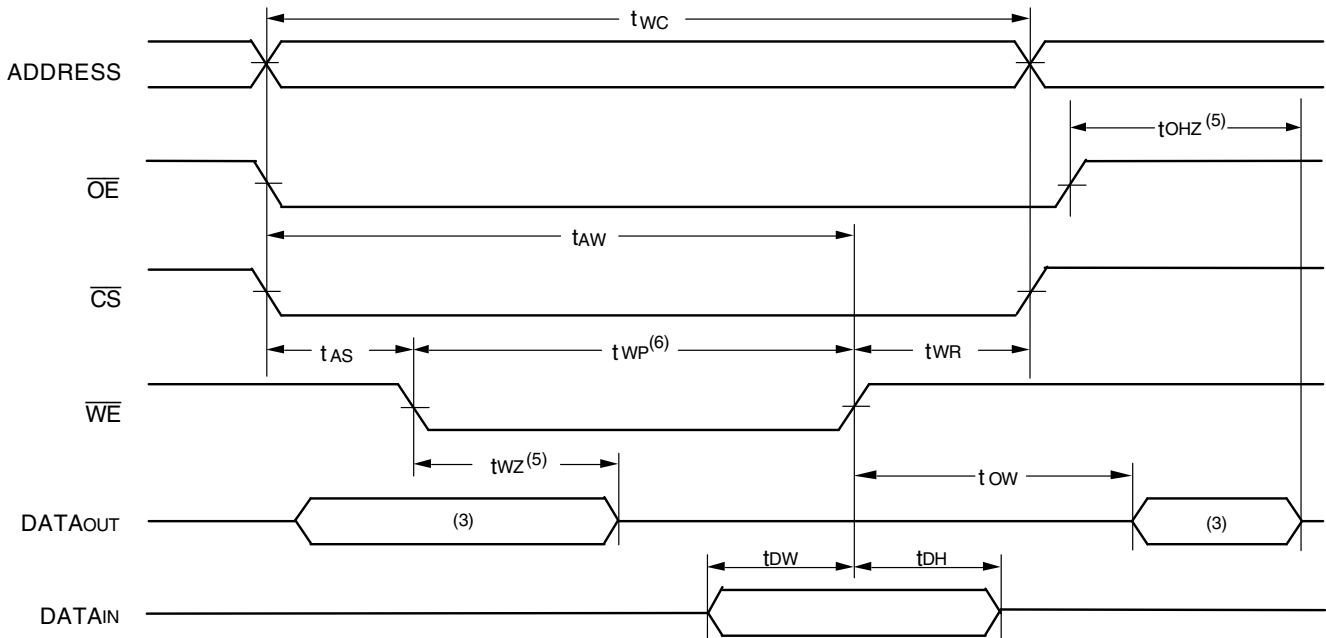 tWC
ADDRESS
tOHZ(5)
OE
tAW
CS
tAS
tWP(6)
tWR
WE
tWZ(5)
tOW
DATAOUT
(3)
(3)
tDW
tDH
DATAIN